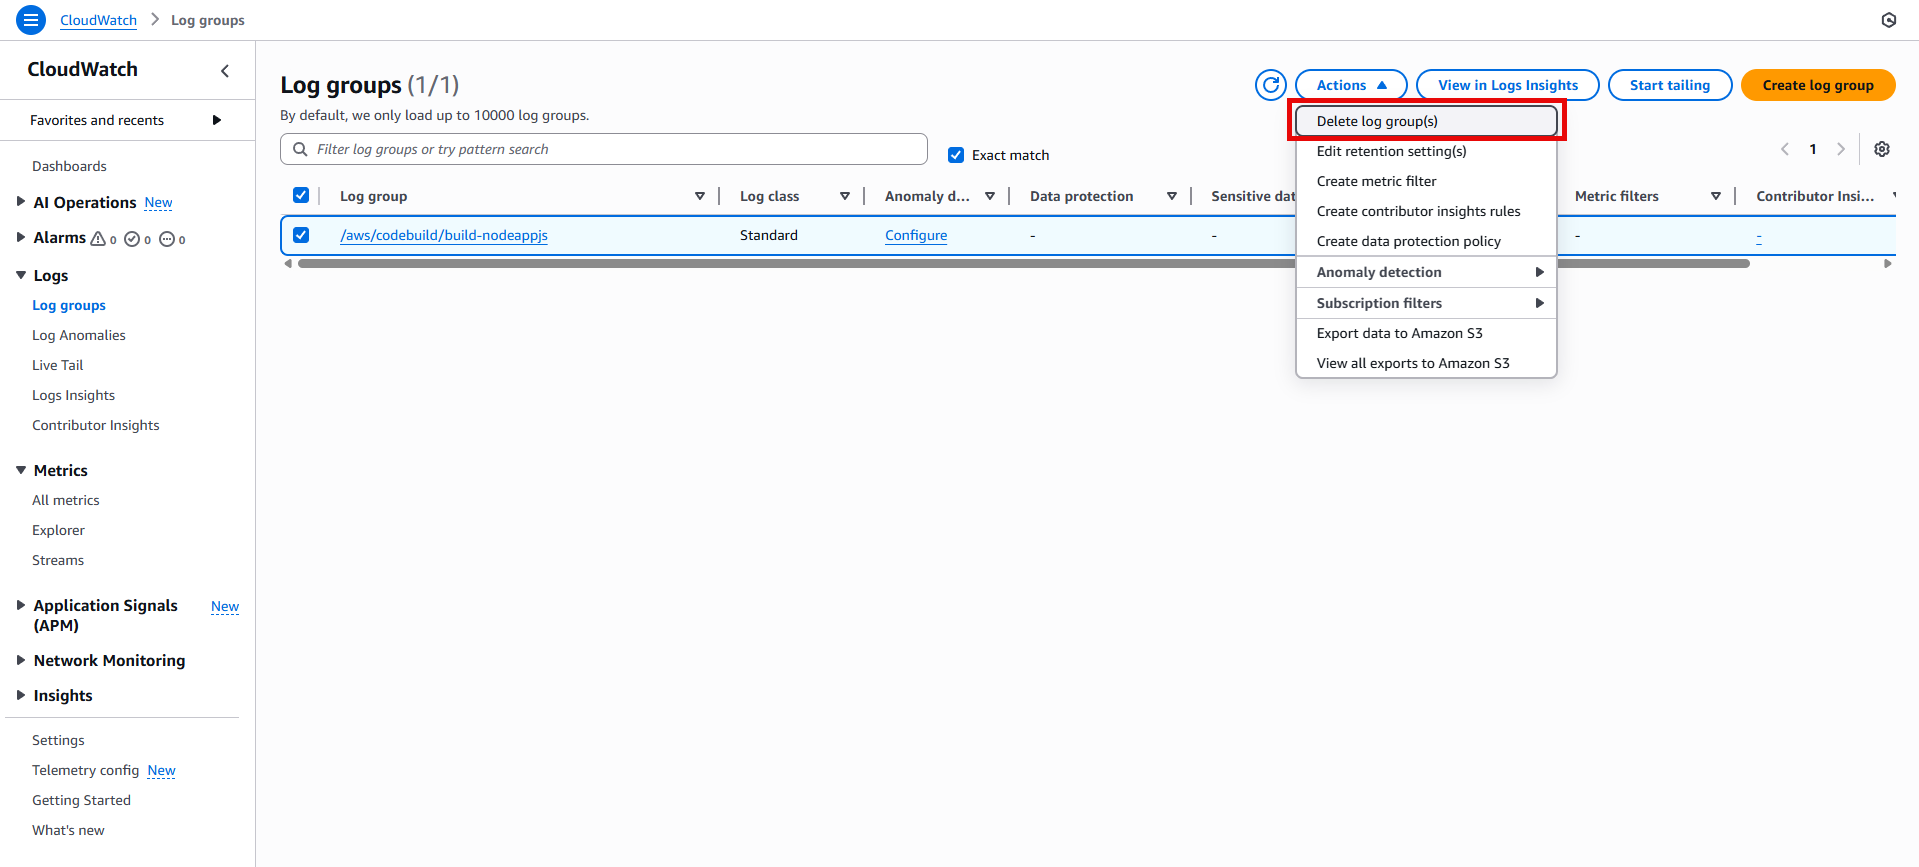 CloudWatch > Log groups
CloudWatch
Favorites and recents
Dashboards
AI Operations New
Alarms 0 0 0
Logs
Log groups
Log Anomalies
Live Tail
Logs Insights
Contributor Insights
Metrics
All metrics
Explorer
Streams
Application Signals New
(APM)
Network Monitoring
Insights
Settings
Telemetry config New
Getting Started
What's new
Log groups (1/1)
By default, we only load up to 10000 log groups.
Actions
View in Logs Insights
Start tailing
Create log group
Filter log groups or try pattern search
Exact match
1
Log group Log class Anomaly d... Data protection Sensitive dat Metric filters Contributor Insi...
/aws/codebuild/build-nodeappjs Standard Configure - - - -
Delete log group(s)
Edit retention setting(s)
Create metric filter
Create contributor insights rules
Create data protection policy
Anomaly detection
Subscription filters
Export data to Amazon S3
View all exports to Amazon S3